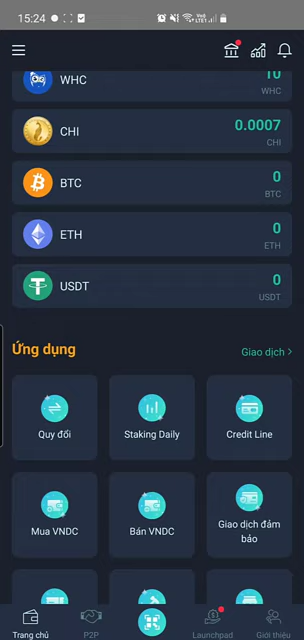 15:24
WHC
10
WHC
CHI
0.0007
CHI
BTC
0
BTC
ETH
0
ETH
USDT
0
USDT
Ứng dụng
Giao dịch >
Quy đổi
Staking Daily
Credit Line
Mua VNDC
Bán VNDC
Giao dịch đảm
bảo
Trang chủ
P2P
Launchpad
Giới thiệu